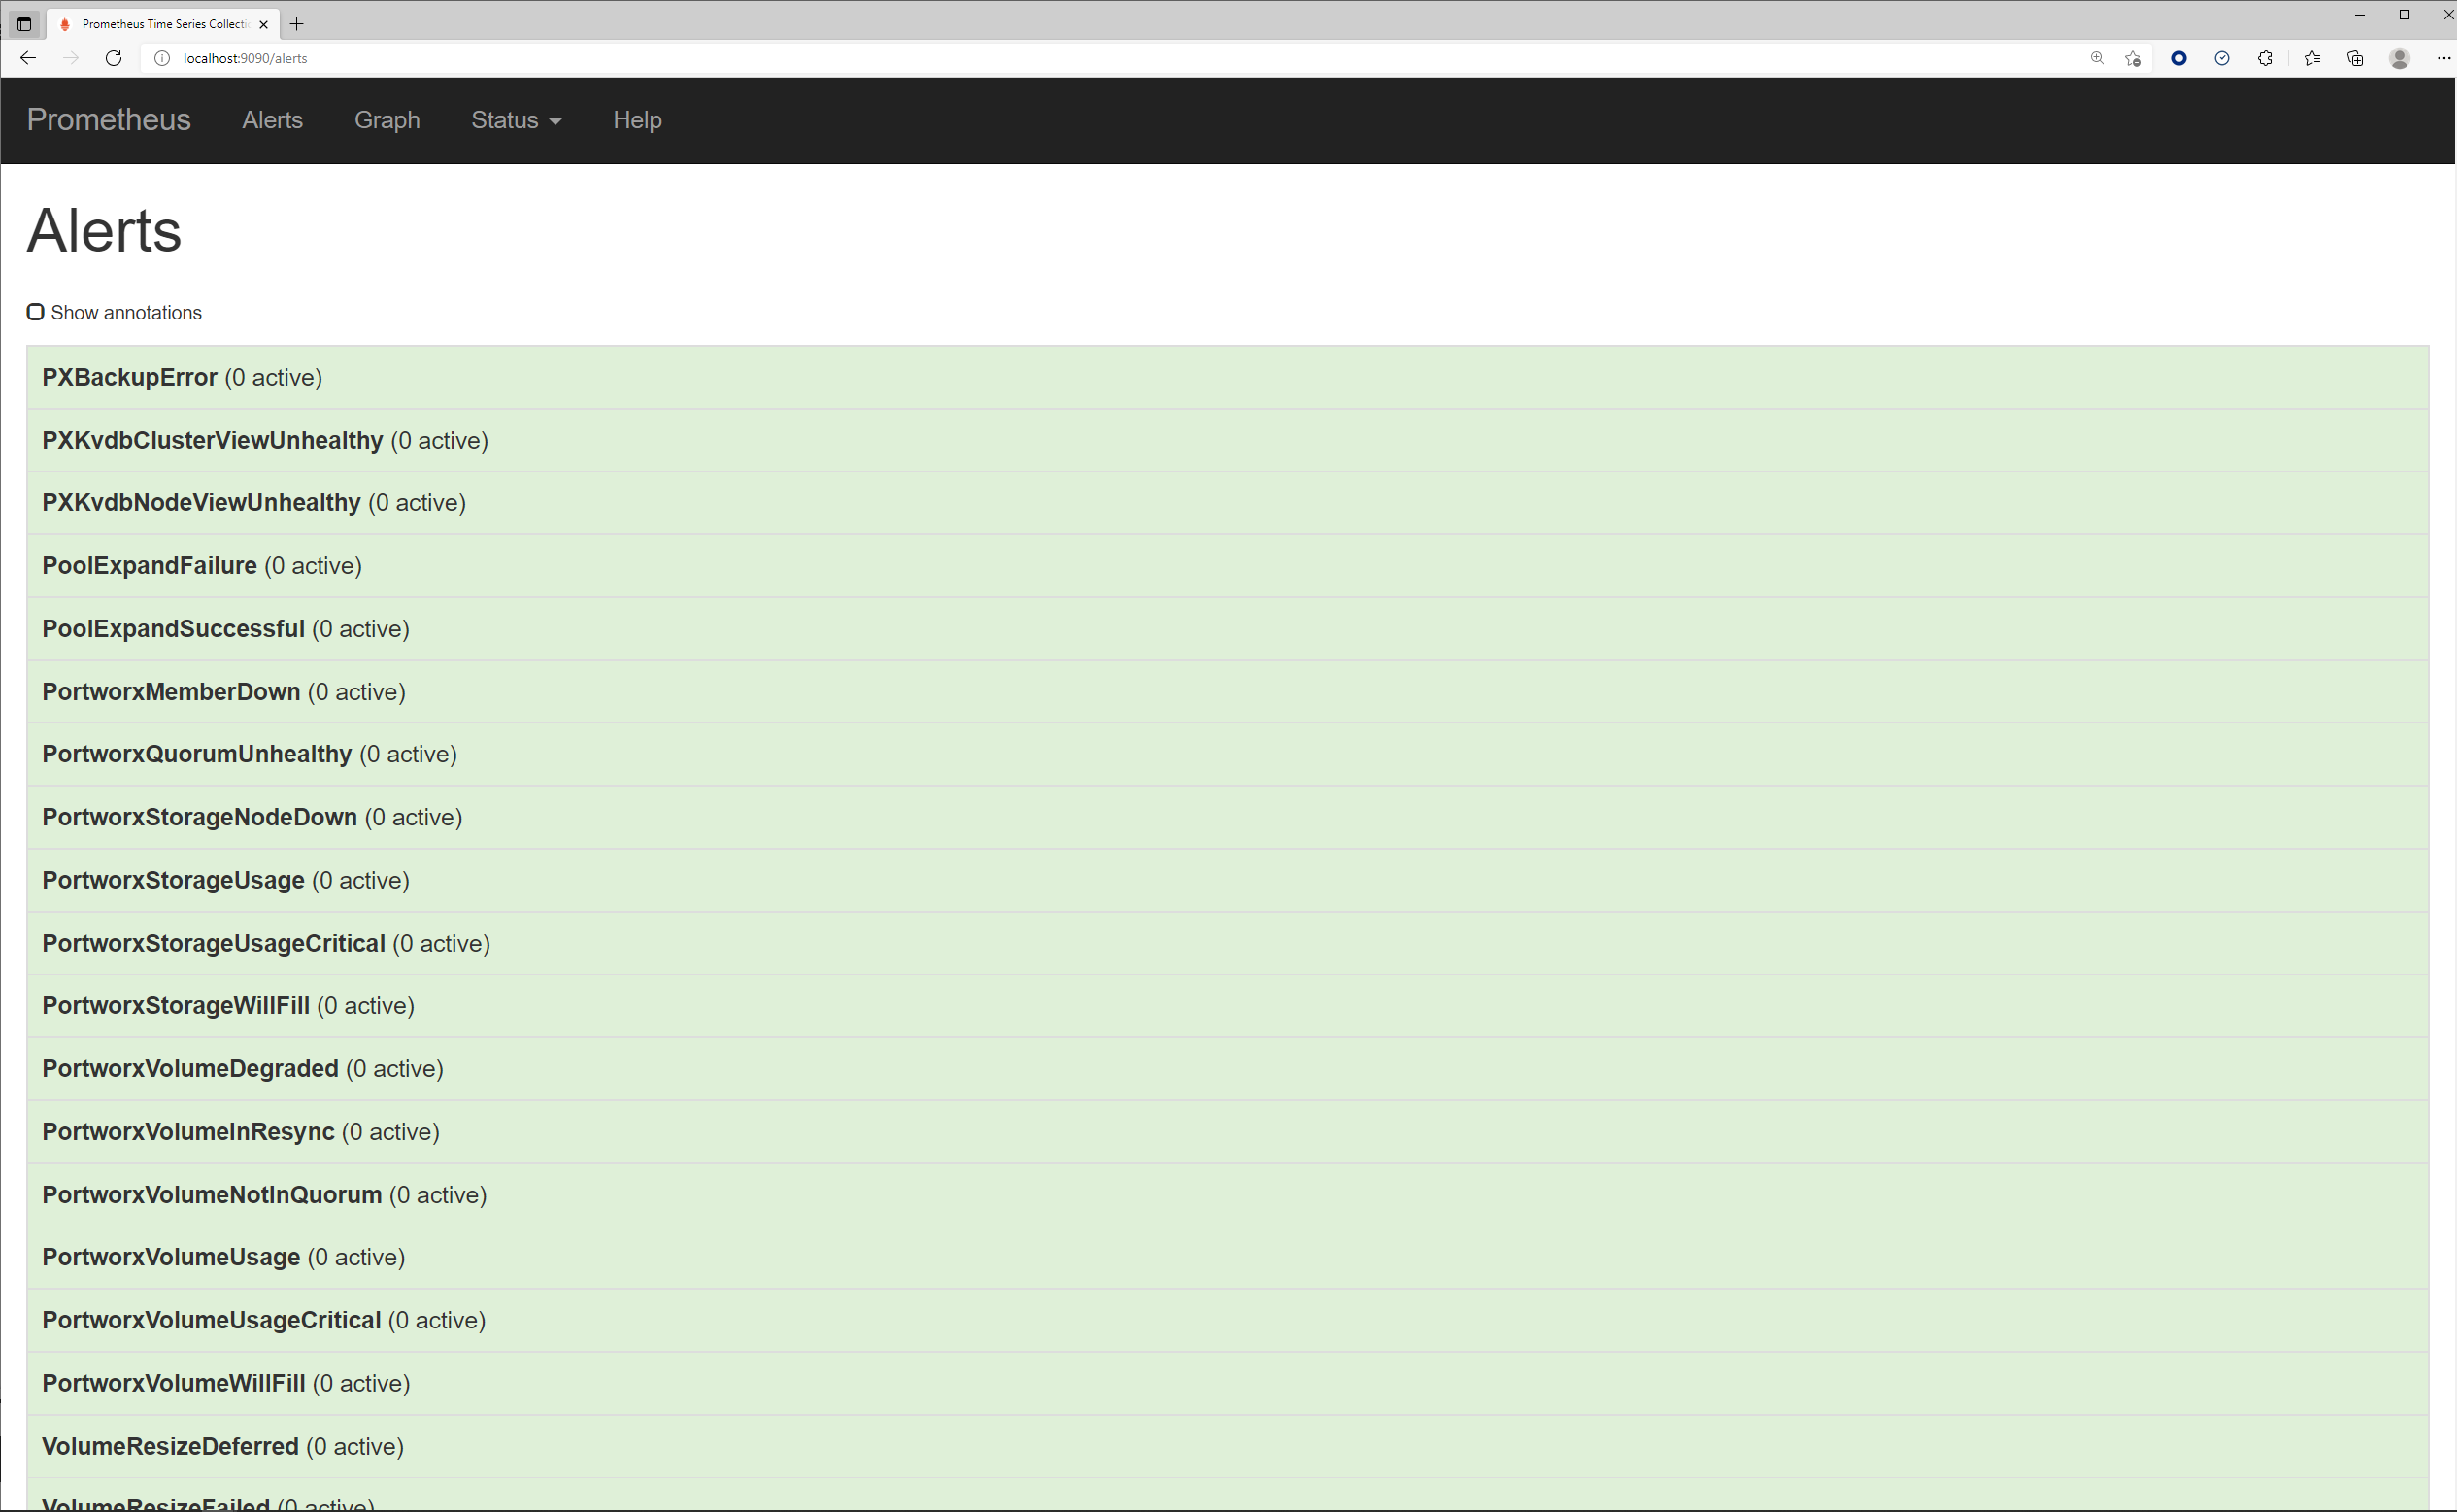 Prometheus Time Series Collecti
localhost:9090/alerts
Prometheus Alerts Graph Status Help
Alerts
Show annotations
PXBackupError (0 active)
PXKvdbClusterViewUnhealthy (0 active)
PXKvdbNodeViewUnhealthy (0 active)
PoolExpandFailure (0 active)
PoolExpandSuccessful (0 active)
PortworxMemberDown (0 active)
PortworxQuorumUnhealthy (0 active)
PortworxStorageNodeDown (0 active)
PortworxStorageUsage (0 active)
PortworxStorageUsageCritical (0 active)
PortworxStorageWillFill (0 active)
PortworxVolumeDegraded (0 active)
PortworxVolumeInResync (0 active)
PortworxVolumeNotInQuorum (0 active)
PortworxVolumeUsage (0 active)
PortworxVolumeUsageCritical (0 active)
PortworxVolumeWillFill (0 active)
VolumeResizeDeferred (0 active)
VolumeResizeFailed (0 active)